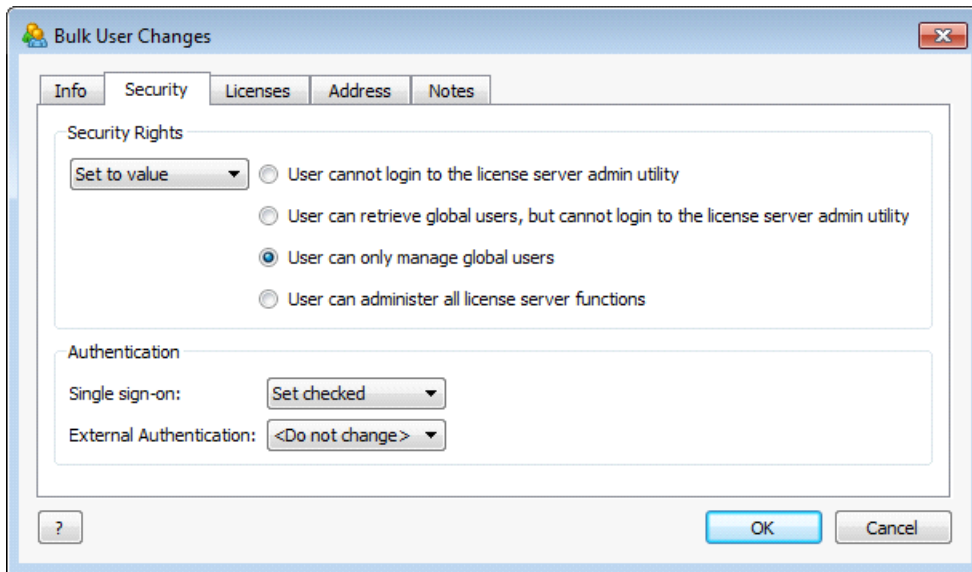 Bulk User Changes
Info Security Licenses Address Notes
Security Rights
Set to value
User cannot login to the license server admin utility
User can retrieve global users, but cannot login to the license server admin utility
User can only manage global users
User can administer all license server functions
Authentication
Single sign-on: Set checked
External Authentication: <Do not change>
? OK Cancel